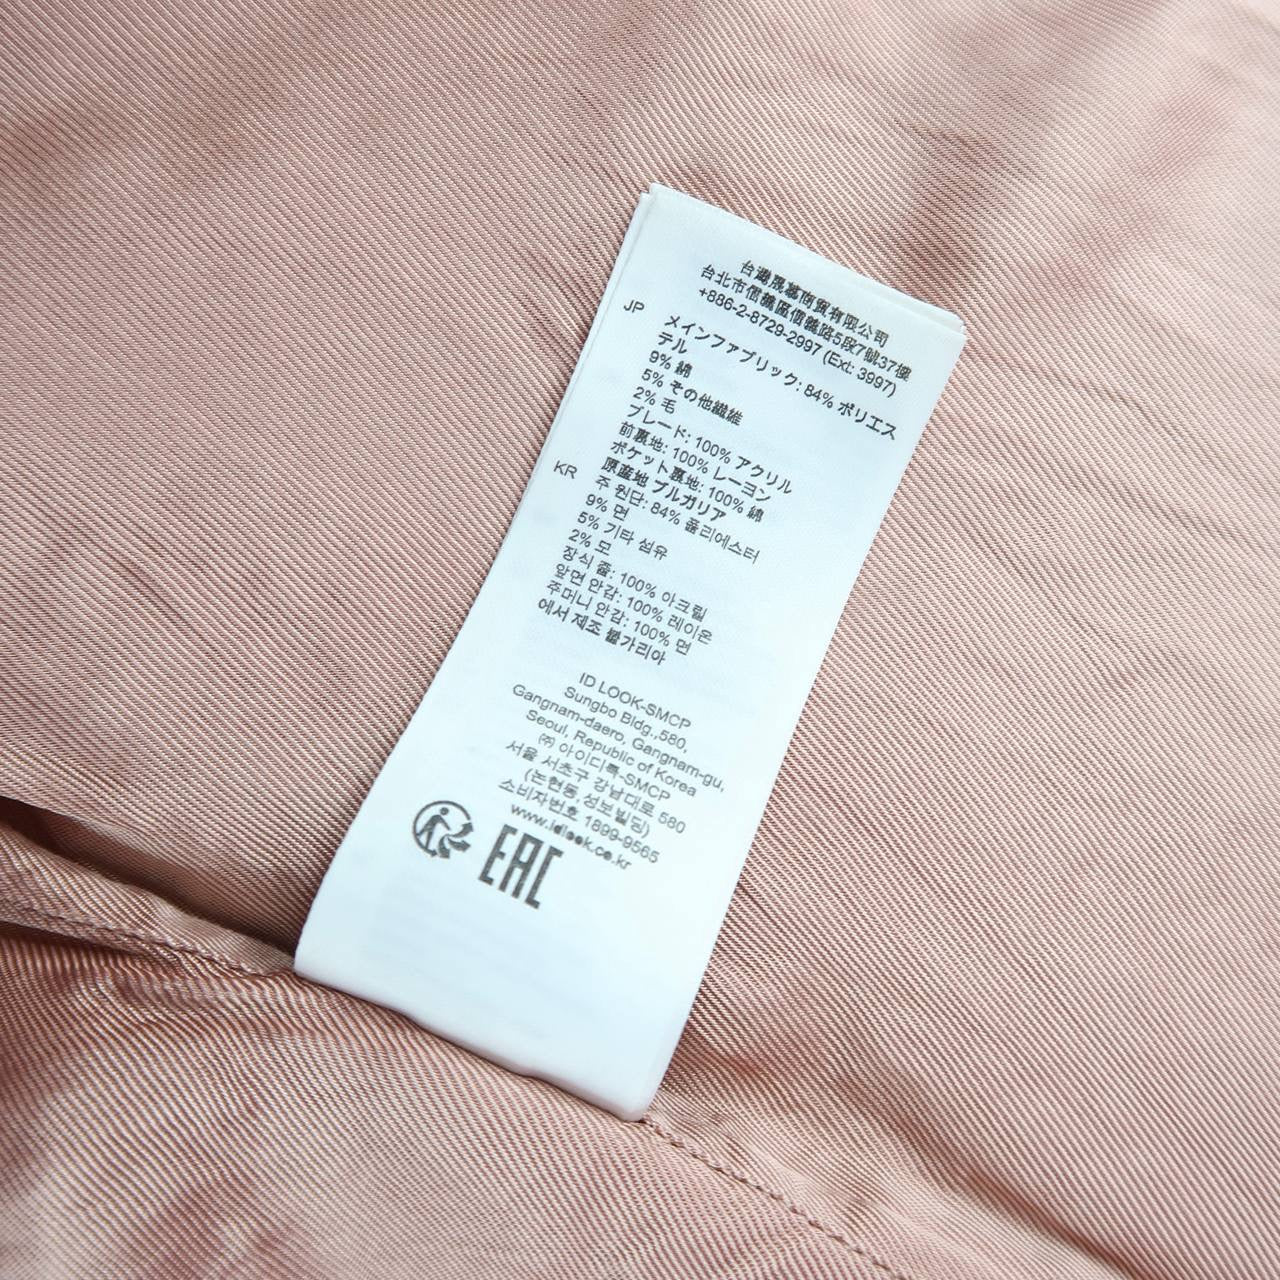 台灣晟慕商貿有限公司
台北市信義區信義路5段7號37樓
+886-2-8729-2997 (Ext: 3997)
JP メインファブリック: 84% ポリエス
テル
9% 綿
5% その他繊維
2% 毛
ブレード: 100% アクリル
前裏地: 100% レーヨン
ポケット裏地: 100% 綿
原産地 ブルガリア
KR 주 원단: 84% 폴리에스터
9% 면
5% 기타 섬유
2% 모
장식 줄: 100% 아크릴
앞면 안감: 100% 레이온
주머니 안감: 100% 면
에서 제조 불가리아
ID LOOK-SMCP
Sungbo Bldg.,580,
Gangnam-daero, Gangnam-gu,
Seoul, Republic of Korea
㈜ 아이디룩-SMCP
서울 서초구 강남대로 580
(논현동, 성보빌딩)
소비자번호 1899-9565
www.idlook.co.kr
EAC